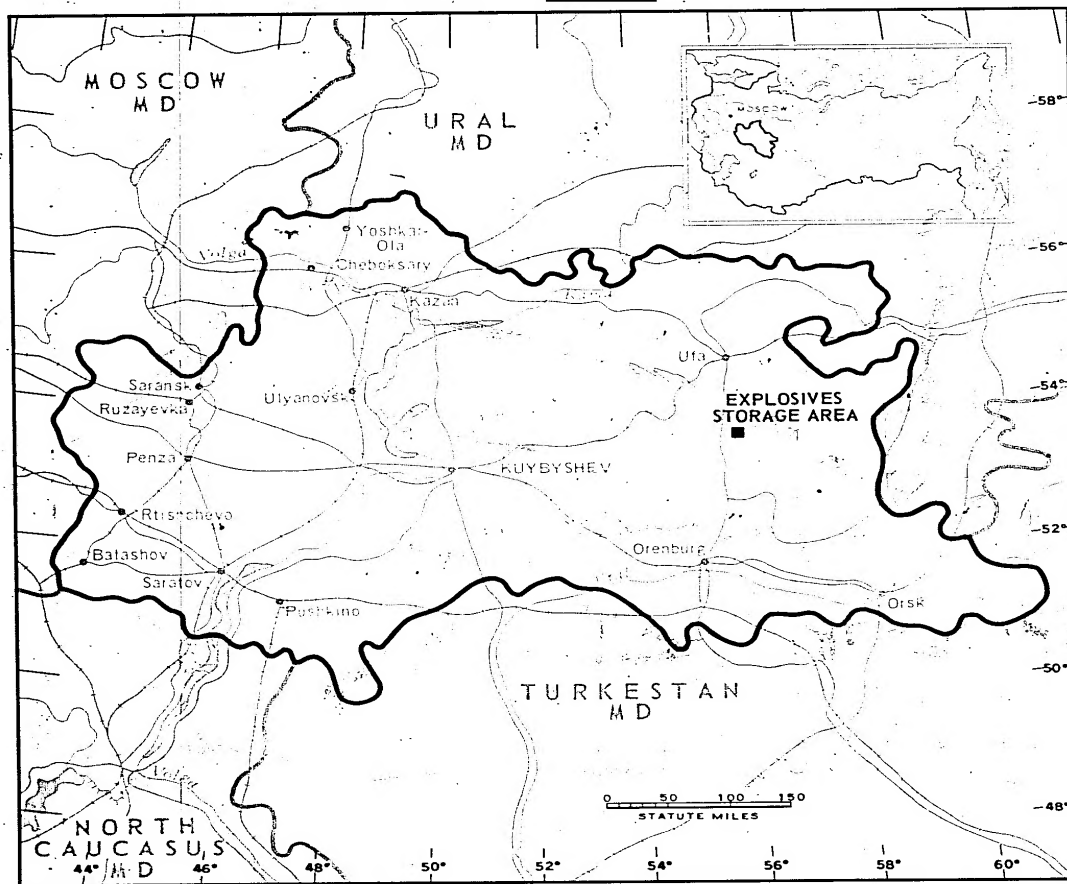 MOSCOW
MD
URAL
MD
Moscow
58°
Yoshkar-
Ola
Volga
Cheboksary
56°
Kazan
Kama
Ufa
Saransk
54°
Ruzayevka
Ulyanovsk
EXPLOSIVES
STORAGE AREA
Penza
KUYBYSHEV
Rtishchevo
52°
Balashov
Orenburg
Saratov
Orsk
Pushkino
50°
TURKESTAN
MD
Volga
0 50 100 150
STATUTE MILES
48°
NORTH
CAUCASUS
MD
44° 46 48° 50° 52° 54° 56° 58° 60°